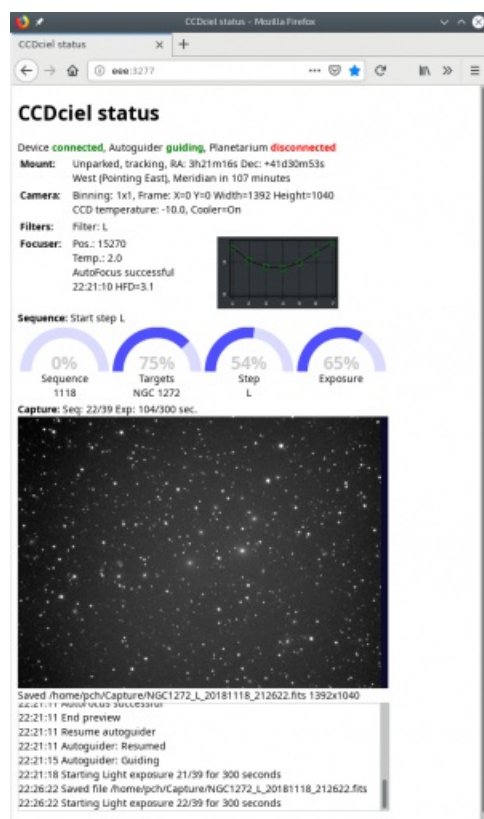 CCDciel status - Mozilla Firefox
CCDciel status × +
eee:3277
CCDciel status
Device connected, Autoguider guiding, Planetarium disconnected
Mount: Unparked, tracking, RA: 3h21m16s Dec: +41d30m53s
West (Pointing East), Meridian in 107 minutes
Camera: Binning: 1x1, Frame: X=0 Y=0 Width=1392 Height=1040
CCD temperature: -10.0, Cooler=On
Filters: Filter: L
Focuser: Pos.: 15270
Temp.: 2.0
AutoFocus successful
22:21:10 HFD=3.1
Sequence: Start step L
0% 75% 54% 65%
Sequence Targets Step Exposure
1118 NGC 1272 L
Capture: Seq: 22/39 Exp: 104/300 sec.
Saved /home/pch/Capture/NGC1272_L_20181118_212622.fits 1392x1040
22:21:11 AutoFocus successful
22:21:11 End preview
22:21:11 Resume autoguider
22:21:11 Autoguider: Resumed
22:21:15 Autoguider: Guiding
22:21:18 Starting Light exposure 21/39 for 300 seconds
22:26:22 Saved file /home/pch/Capture/NGC1272_L_20181118_212622.fits
22:26:22 Starting Light exposure 22/39 for 300 seconds